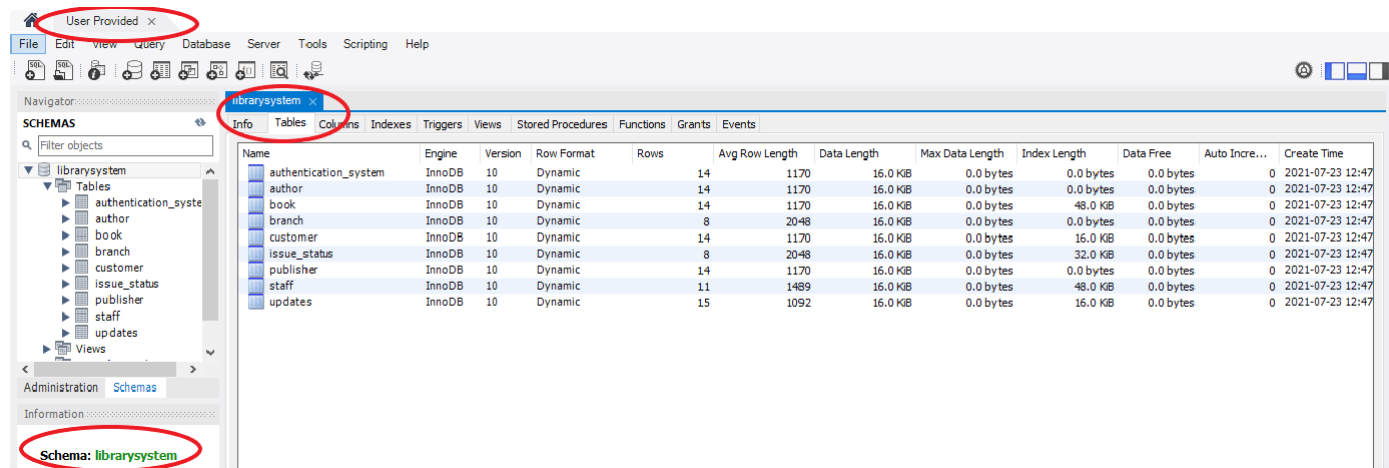 User Provided ×
File Edit View Query Database Server Tools Scripting Help
Navigator
SCHEMAS
Filter objects
librarysystem
Tables
authentication_syste
author
book
branch
customer
issue_status
publisher
staff
updates
Views
Administration Schemas
Information
Schema: librarysystem
librarysystem ×
Info Tables Columns Indexes Triggers Views Stored Procedures Functions Grants Events
Name Engine Version Row Format Rows Avg Row Length Data Length Max Data Length Index Length Data Free Auto Incre... Create Time
authentication_system InnoDB 10 Dynamic 14 1170 16.0 KiB 0.0 bytes 0.0 bytes 0.0 bytes 0 2021-07-23 12:47
author InnoDB 10 Dynamic 14 1170 16.0 KiB 0.0 bytes 0.0 bytes 0.0 bytes 0 2021-07-23 12:47
book InnoDB 10 Dynamic 14 1170 16.0 KiB 0.0 bytes 48.0 KiB 0.0 bytes 0 2021-07-23 12:47
branch InnoDB 10 Dynamic 8 2048 16.0 KiB 0.0 bytes 0.0 bytes 0.0 bytes 0 2021-07-23 12:47
customer InnoDB 10 Dynamic 14 1170 16.0 KiB 0.0 bytes 16.0 KiB 0.0 bytes 0 2021-07-23 12:47
issue_status InnoDB 10 Dynamic 8 2048 16.0 KiB 0.0 bytes 32.0 KiB 0.0 bytes 0 2021-07-23 12:47
publisher InnoDB 10 Dynamic 14 1170 16.0 KiB 0.0 bytes 0.0 bytes 0.0 bytes 0 2021-07-23 12:47
staff InnoDB 10 Dynamic 11 1489 16.0 KiB 0.0 bytes 48.0 KiB 0.0 bytes 0 2021-07-23 12:47
updates InnoDB 10 Dynamic 15 1092 16.0 KiB 0.0 bytes 16.0 KiB 0.0 bytes 0 2021-07-23 12:47